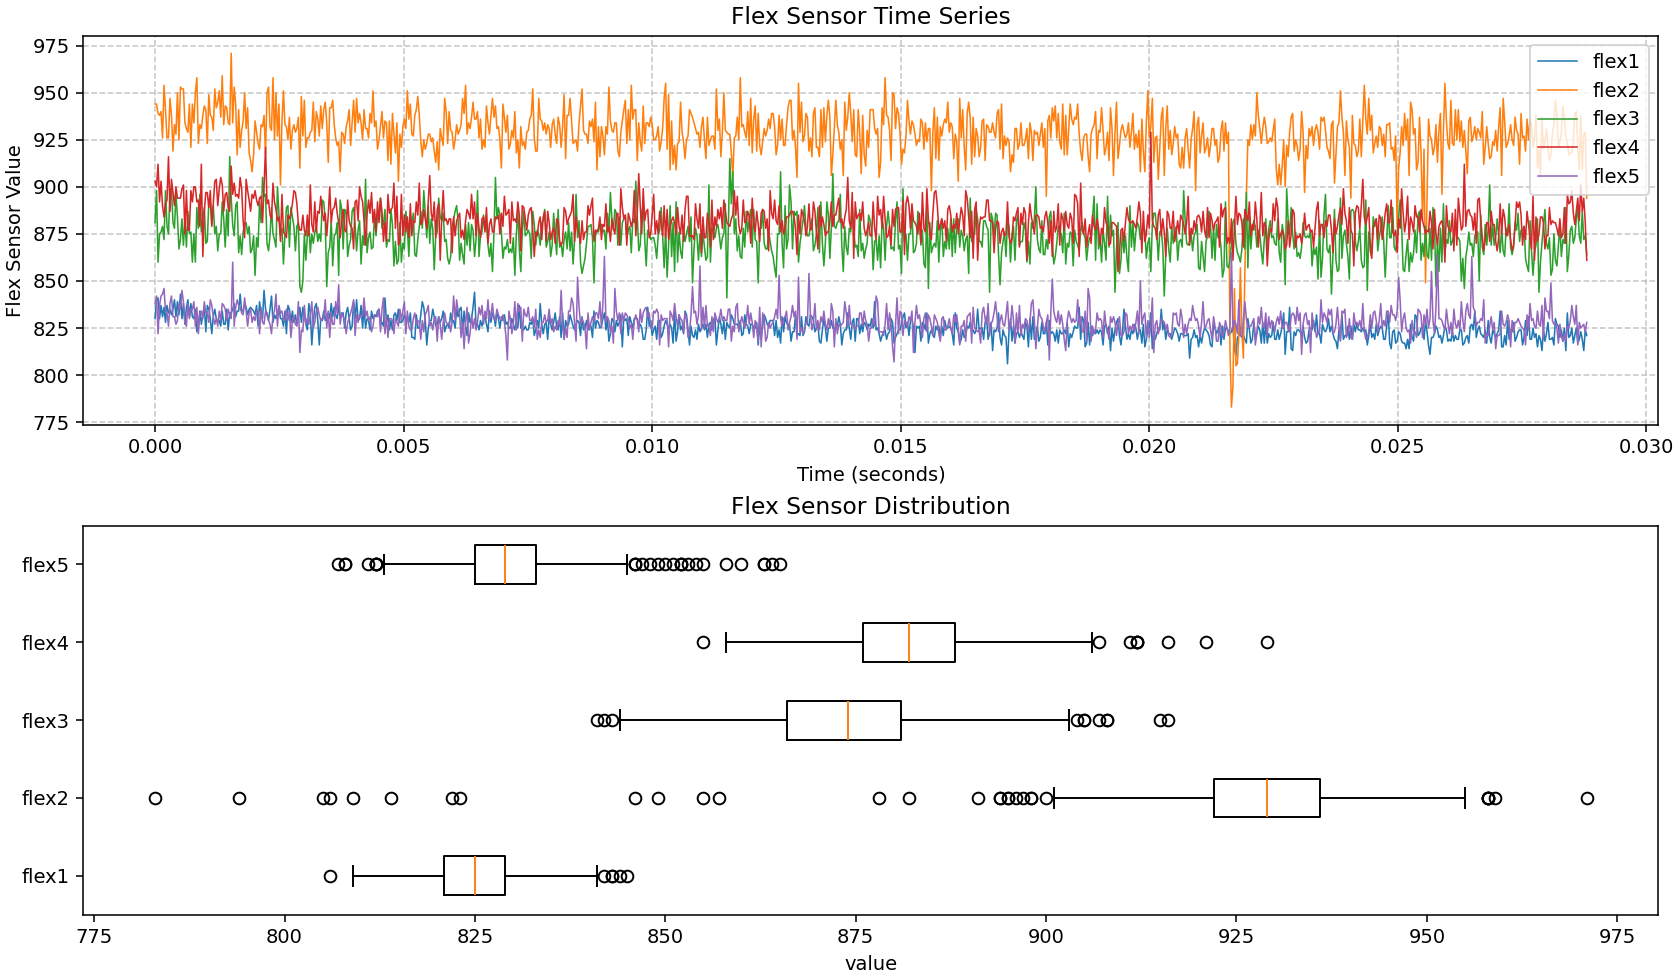 Flex Sensor Time Series
Flex Sensor Value
975
950
925
900
875
850
825
800
775
flex1
flex2
flex3
flex4
flex5
0.000 0.005 0.010 0.015 0.020 0.025 0.030
Time (seconds)
Flex Sensor Distribution
flex5
flex4
flex3
flex2
flex1
775 800 825 850 875 900 925 950 975
value